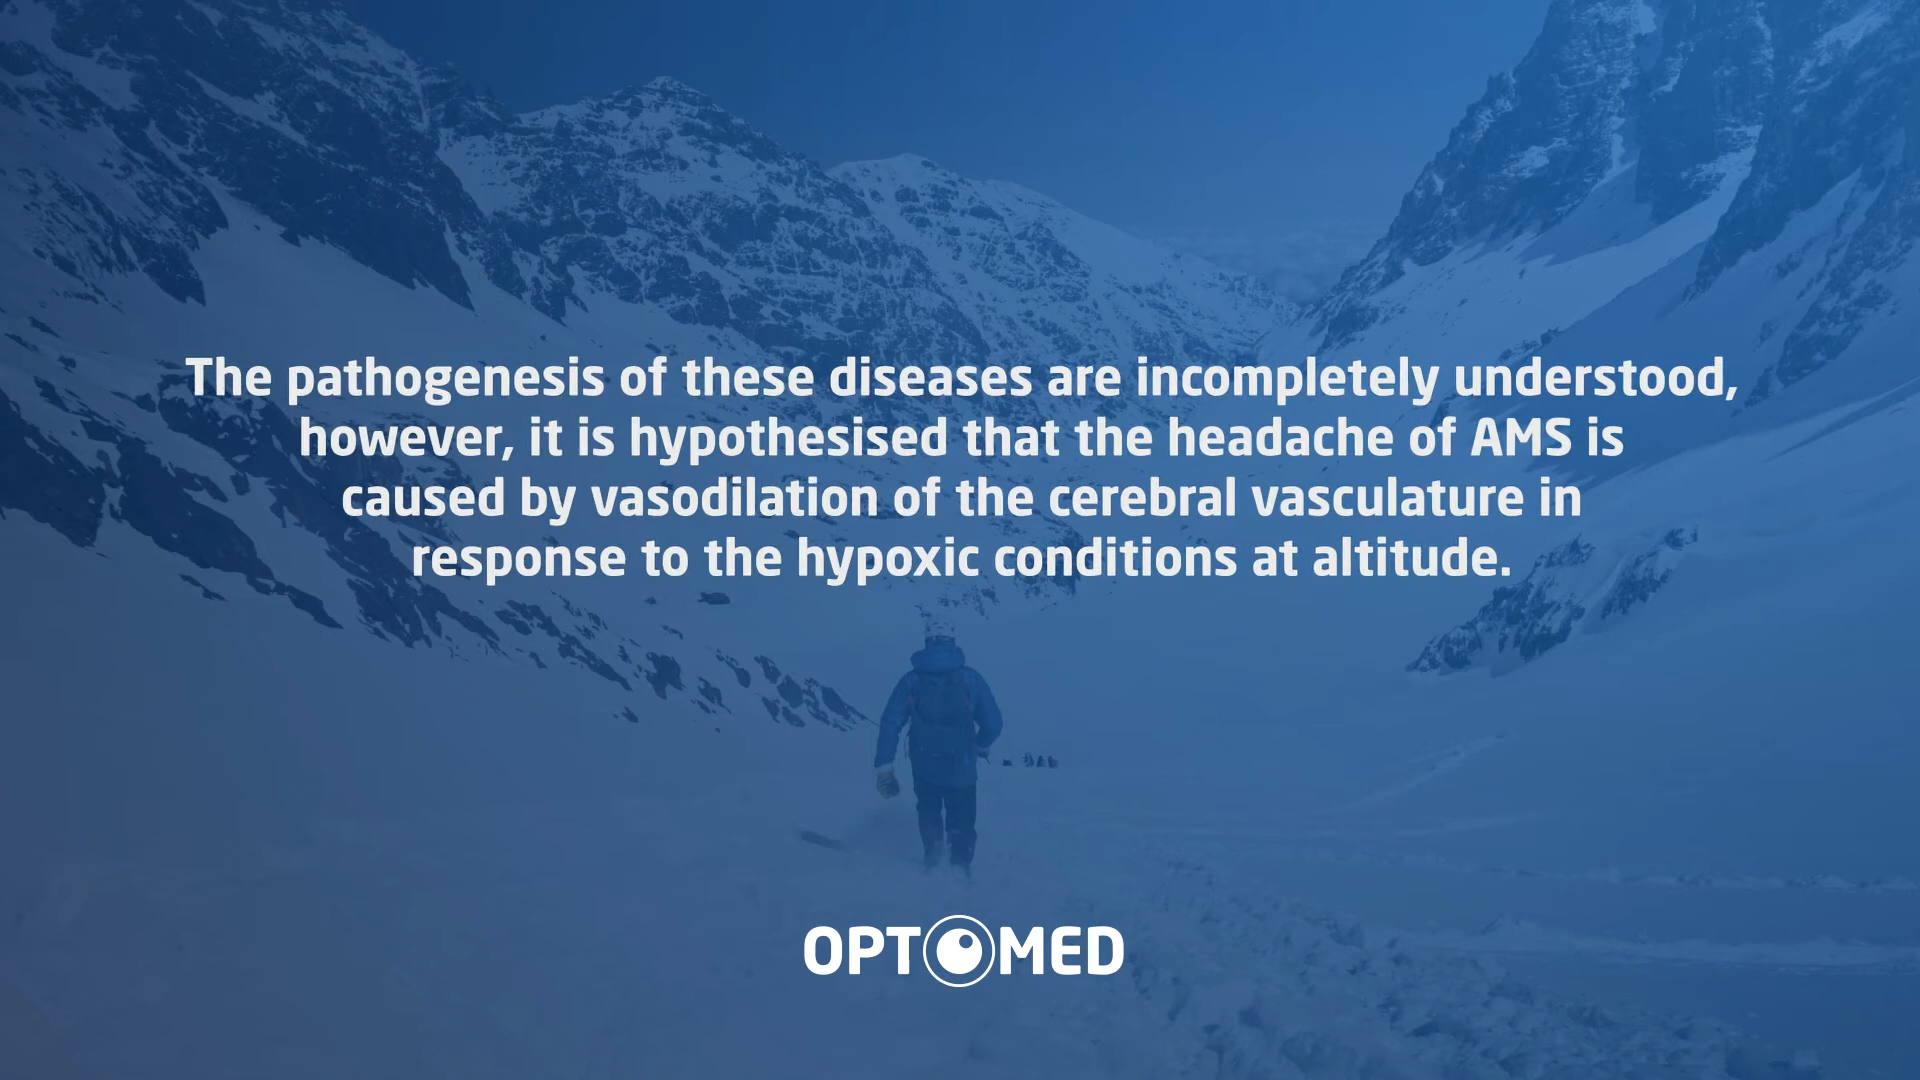 The pathogenesis of these diseases are incompletely understood,
however, it is hypothesised that the headache of AMS is
caused by vasodilation of the cerebral vasculature in
response to the hypoxic conditions at altitude.
OPTOMED